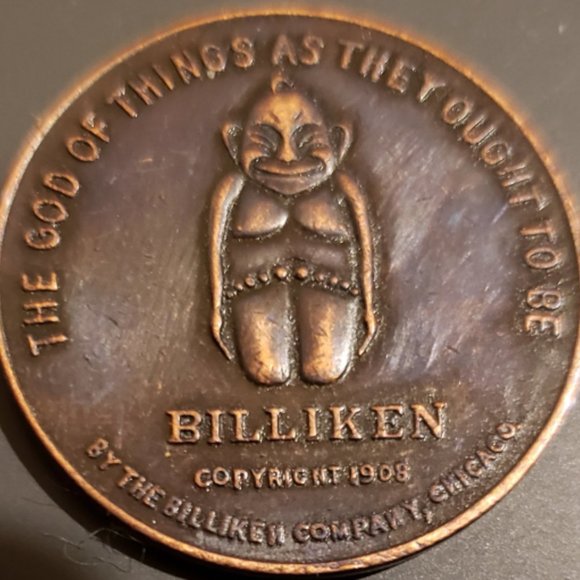 THE GOD OF THINGS AS THEY OUGHT TO BE
BILLIKEN
COPYRIGHT 1908
BY THE BILLIKEN COMPANY, CHICAGO.